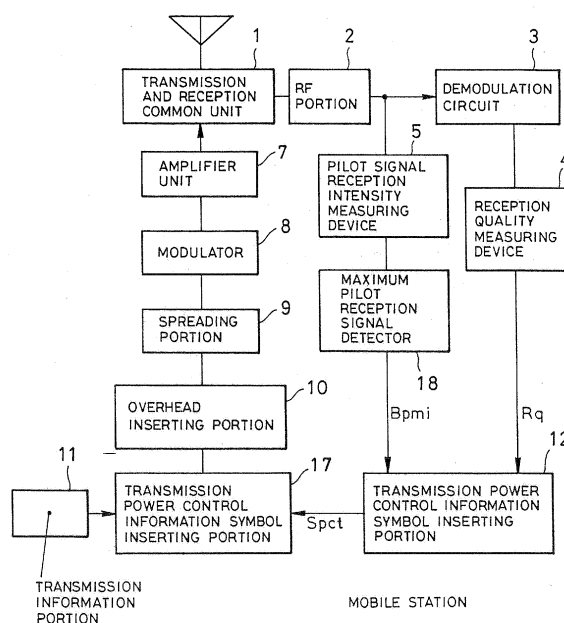 1
2
3
TRANSMISSION
AND RECEPTION
COMMON UNIT
RF
PORTION
DEMODULATION
CIRCUIT
5
4
7
AMPLIFIER
UNIT
PILOT SIGNAL
RECEPTION
INTENSITY
MEASURING
DEVICE
RECEPTION
QUALITY
MEASURING
DEVICE
8
MODULATOR
MAXIMUM
PILOT
RECEPTION
SIGNAL
DETECTOR
9
SPREADING
PORTION
18
10
OVERHEAD
INSERTING PORTION
Bpmi
Rq
11
17
12
TRANSMISSION
POWER CONTROL
INFORMATION SYMBOL
INSERTING PORTION
Spct
TRANSMISSION POWER
CONTROL INFORMATION
SYMBOL INSERTING
PORTION
TRANSMISSION
INFORMATION
PORTION
MOBILE STATION